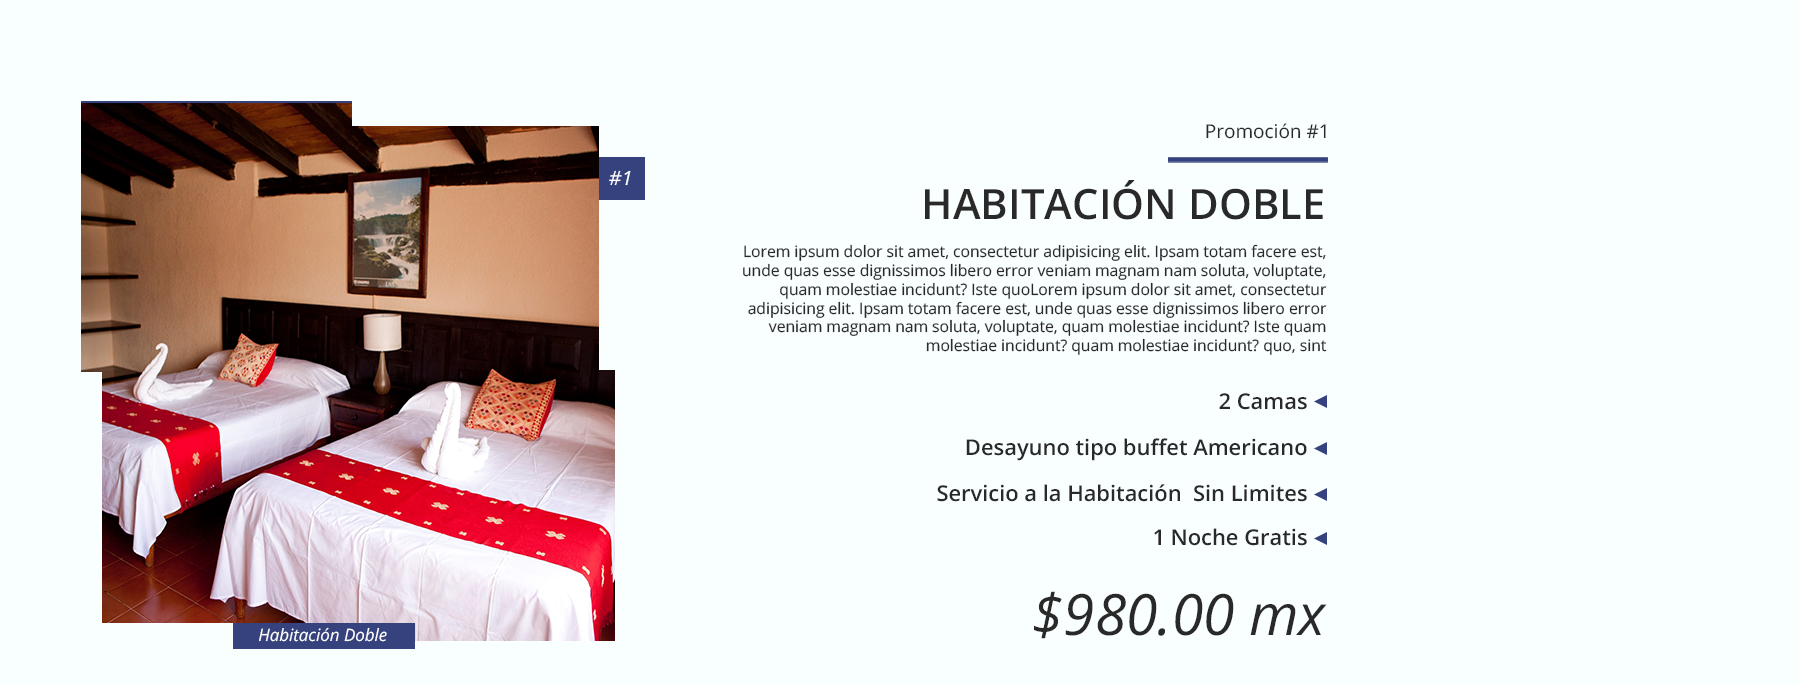 #1
Habitación Doble
Promoción #1
HABITACIÓN DOBLE
Lorem ipsum dolor sit amet, consectetur adipisicing elit. Ipsam totam facere est,
unde quas esse dignissimos libero error veniam magnam nam soluta, voluptate,
quam molestiae incidunt? Iste quoLorem ipsum dolor sit amet, consectetur
adipisicing elit. Ipsam totam facere est, unde quas esse dignissimos libero error
veniam magnam nam soluta, voluptate, quam molestiae incidunt? Iste quam
molestiae incidunt? quam molestiae incidunt? quo, sint
2 Camas
Desayuno tipo buffet Americano
Servicio a la Habitación  Sin Limites
1 Noche Gratis
$980.00 mx